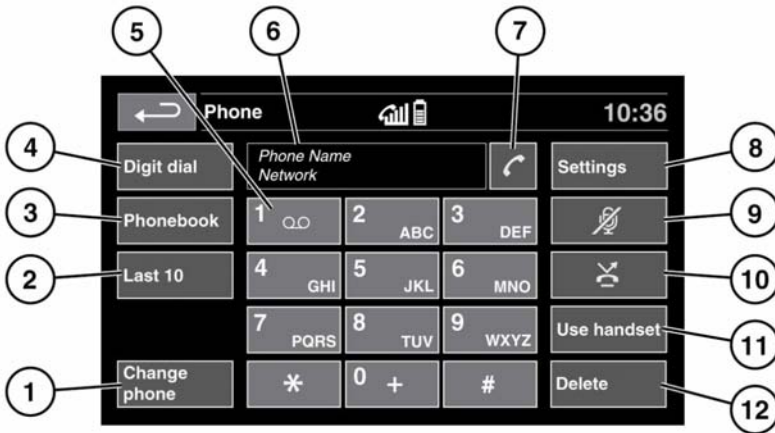 5
6
7
Phone
10:36
4
Digit dial
Phone Name
Network
Settings
8
3
Phonebook
1
2 ABC
3 DEF
9
2
Last 10
4 GHI
5 JKL
6 MNO
10
7 PQRS
8 TUV
9 WXYZ
Use handset
11
1
Change
phone
*
0 +
#
Delete
12